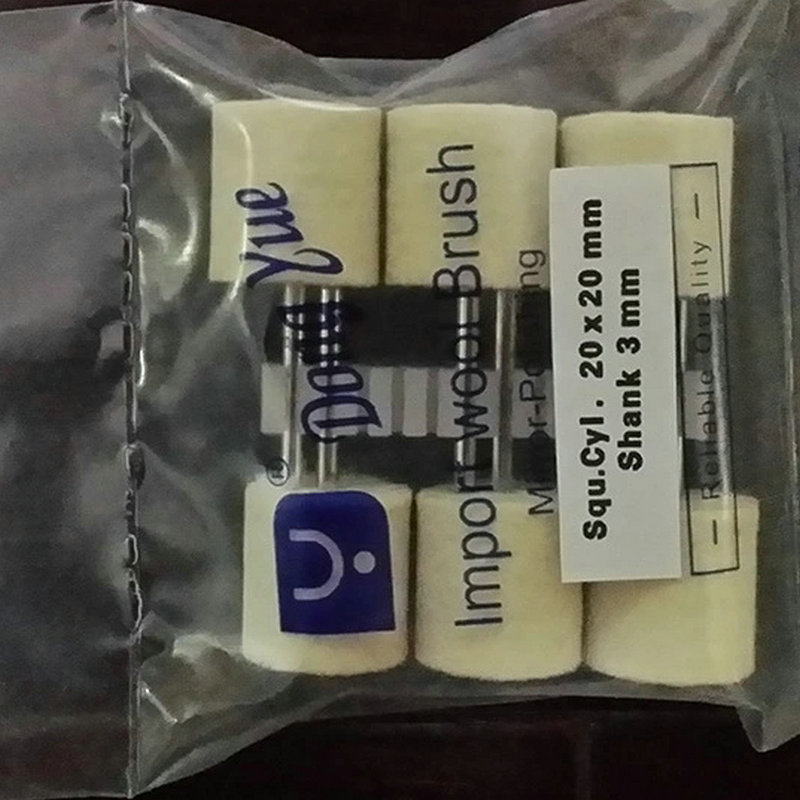 Dong Yue ®
Import wool Brush
Mirror-Polishing
Squ.Cyl. 20 x 20 mm
Shank 3 mm
— Reliable Quality —